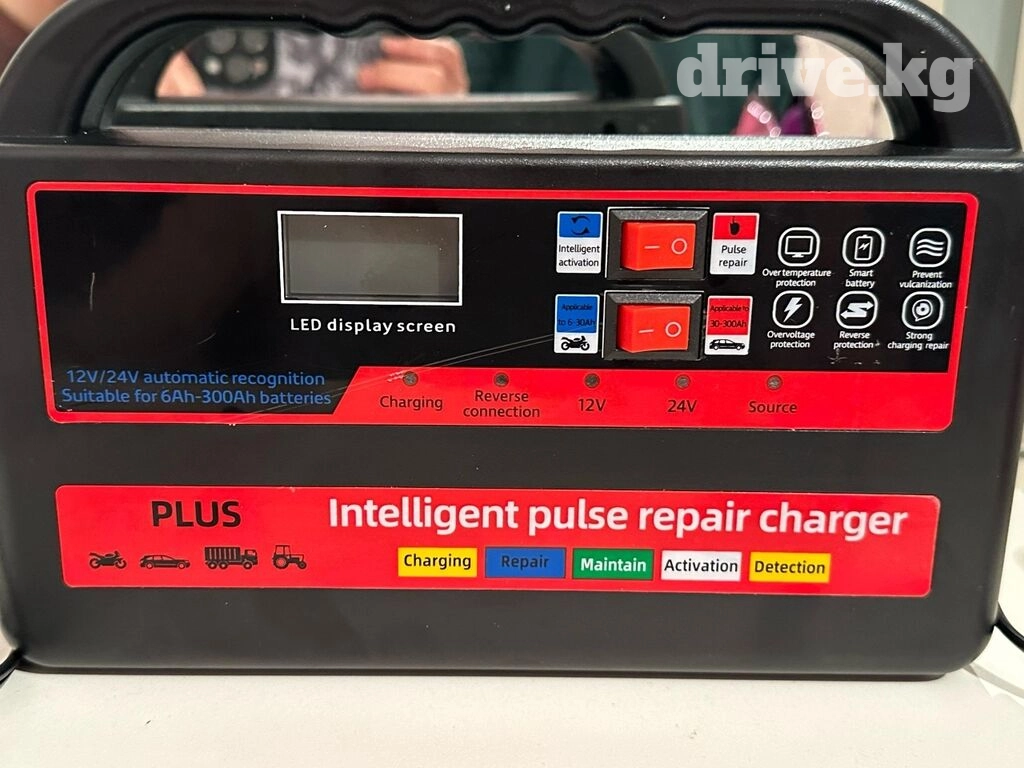 drive.kg
Intelligent
activation
Pulse
repair
Over temperature
protection
Smart
battery
Prevent
vulcanization
LED display screen
Applicable
to 6-30Ah
Applicable to
30-300Ah
Overvoltage
protection
Reverse
protection
Strong
charging repair
12V/24V automatic recognition
Suitable for 6Ah-300Ah batteries
Charging
Reverse
connection
12V
24V
Source
PLUS
Intelligent pulse repair charger
Charging
Repair
Maintain
Activation
Detection